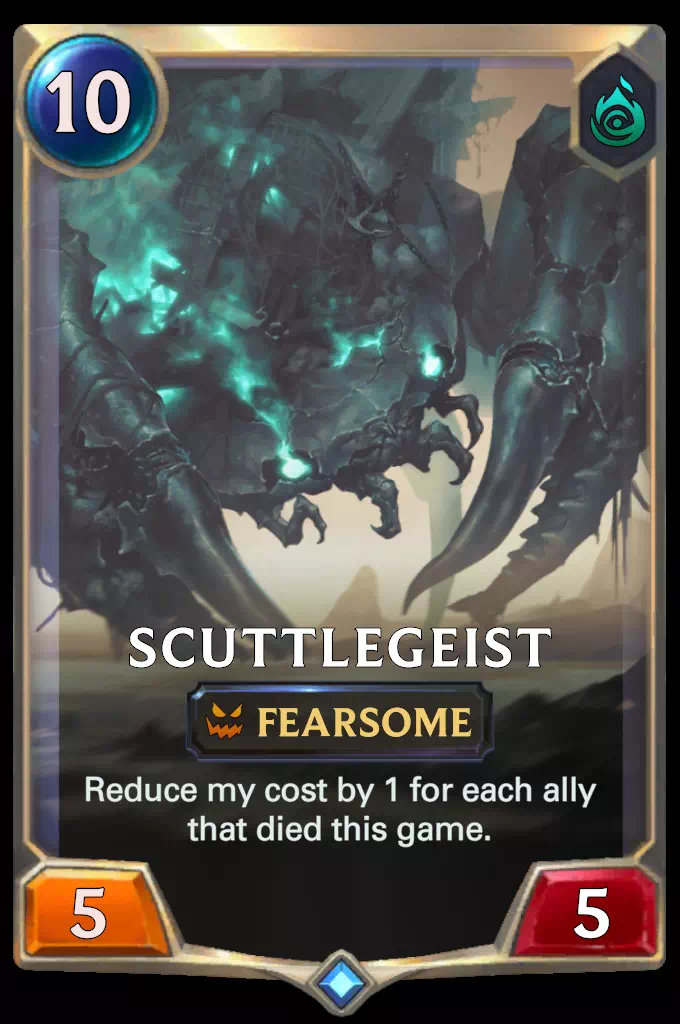 10
SCUTTLEGEIST
FEARSOME
Reduce my cost by 1 for each ally
that died this game.
5 5